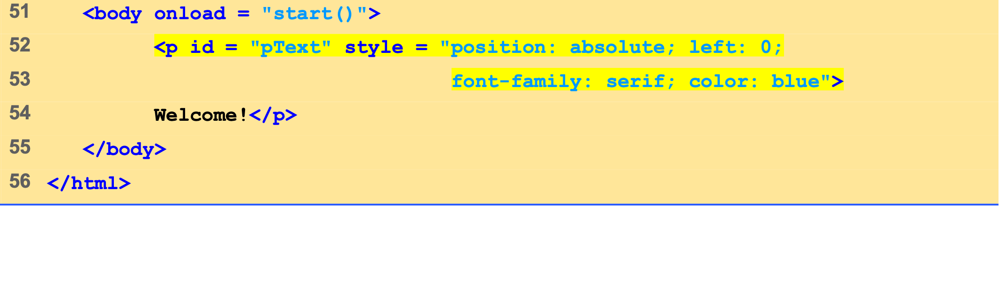 51 <body onload = "start()">
52 <p id = "pText" style = "position: absolute; left: 0;
53 font-family: serif; color: blue">
54 Welcome!</p>
55 </body>
56 </html>